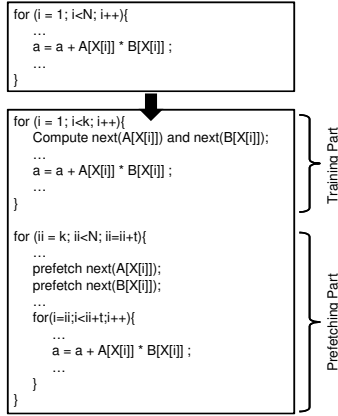 for (i = 1; i<N; i++){
…
a = a + A[X[i]] * B[X[i]] ;
…
}
for (i = 1; i<k; i++){
Compute next(A[X[i]]) and next(B[X[i]]);
…
a = a + A[X[i]] * B[X[i]] ;
…
}
Training Part
for (ii = k; ii<N; ii=ii+t){
…
prefetch next(A[X[i]]);
prefetch next(B[X[i]]);
…
for(i=ii;i<ii+t;i++){
…
a = a + A[X[i]] * B[X[i]] ;
…
}
}
Prefetching Part